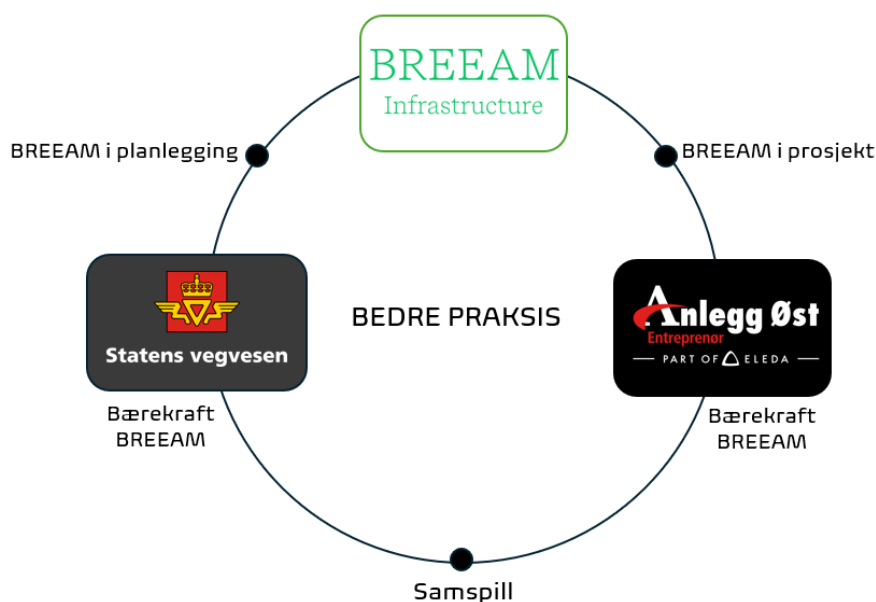 BREEAM
Infrastructure
BREEAM i planlegging
BREEAM i prosjekt
Statens vegvesen
BEDRE PRAKSIS
Anlegg Øst
Entreprenør
PART OF ELEDA
Bærekraft
BREEAM
Bærekraft
BREEAM
Samspill